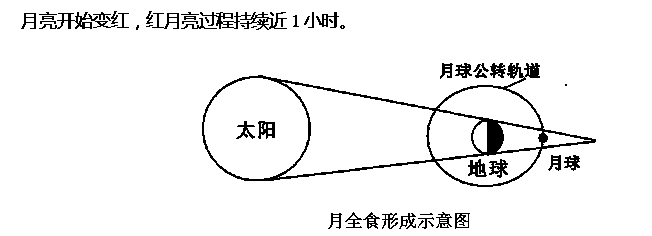 月亮开始变红，红月亮过程持续近1小时。
月球公转轨道
太阳
地球
月球
月全食形成示意图